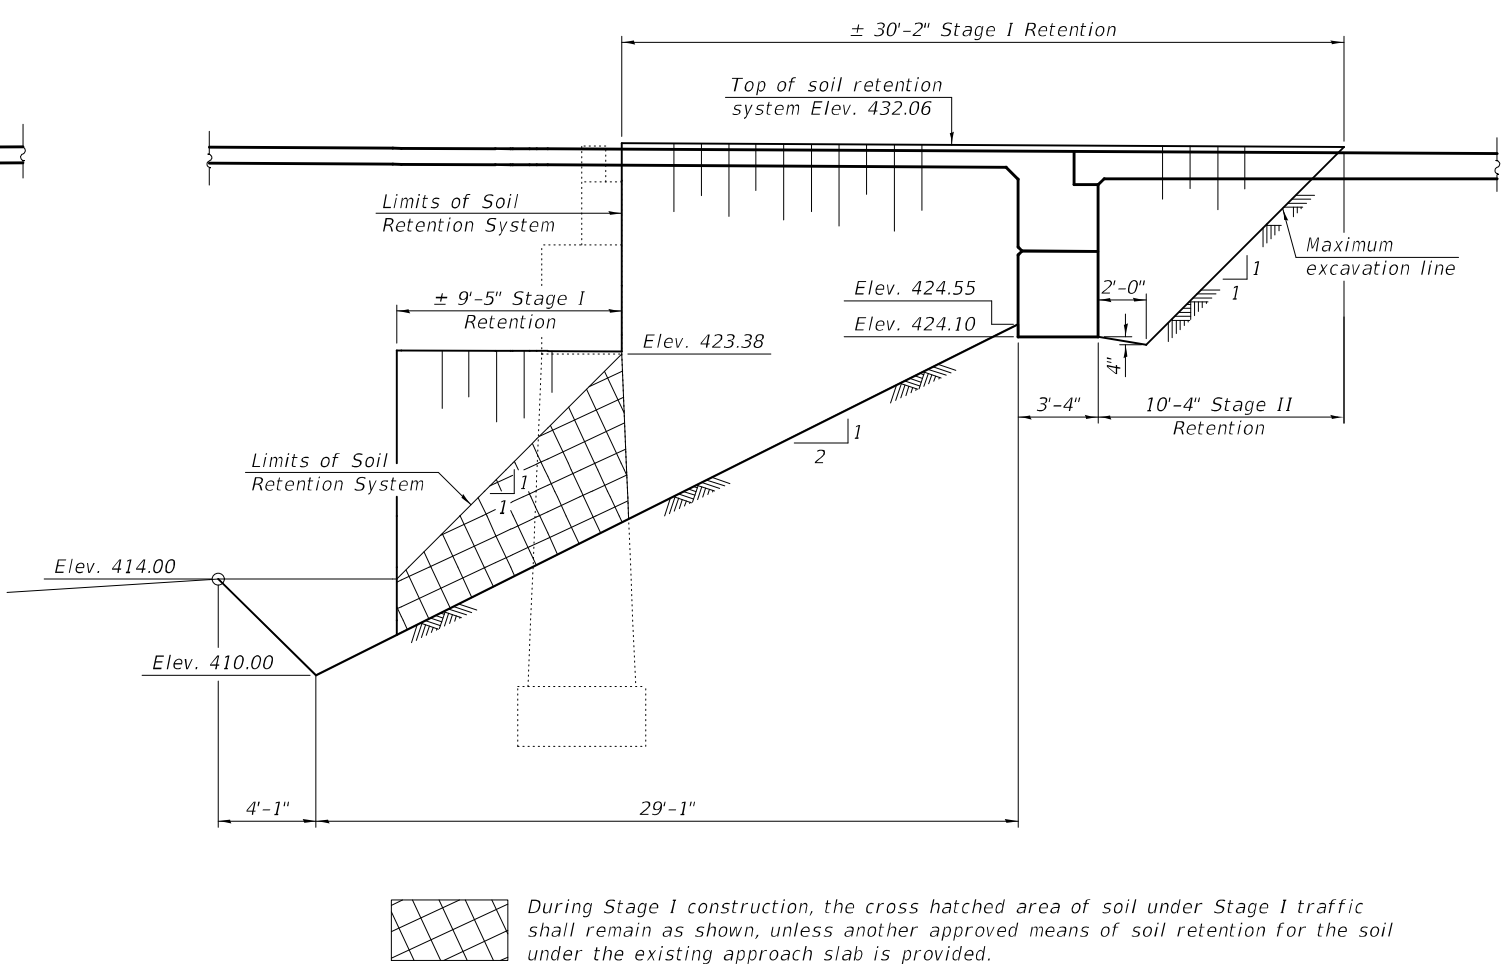 ± 30'-2" Stage I Retention
Top of soil retention
system Elev. 432.06
Limits of Soil
Retention System
Maximum
excavation line
1
1
± 9'-5" Stage I
Retention
Elev. 424.55
2'-0"
Elev. 424.10
Elev. 423.38
4"
3'-4"
10'-4" Stage II
Retention
1
2
Limits of Soil
Retention System
1
1
Elev. 414.00
Elev. 410.00
4'-1"
29'-1"
During Stage I construction, the cross hatched area of soil under Stage I traffic
shall remain as shown, unless another approved means of soil retention for the soil
under the existing approach slab is provided.